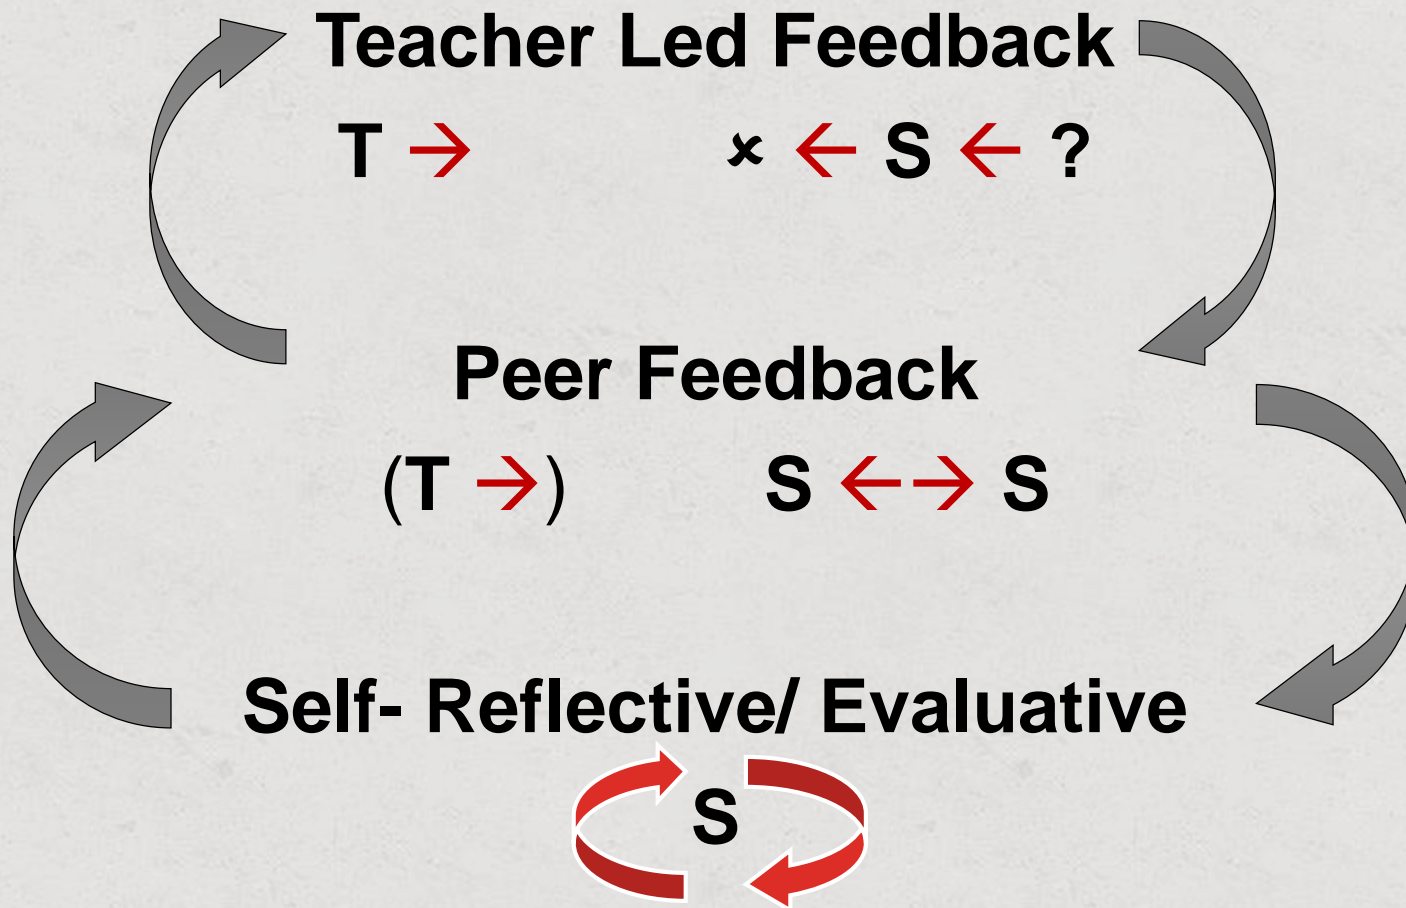 Teacher Led Feedback
T → × ← S ← ?
Peer Feedback
(T →) S ← → S
Self- Reflective/ Evaluative
S